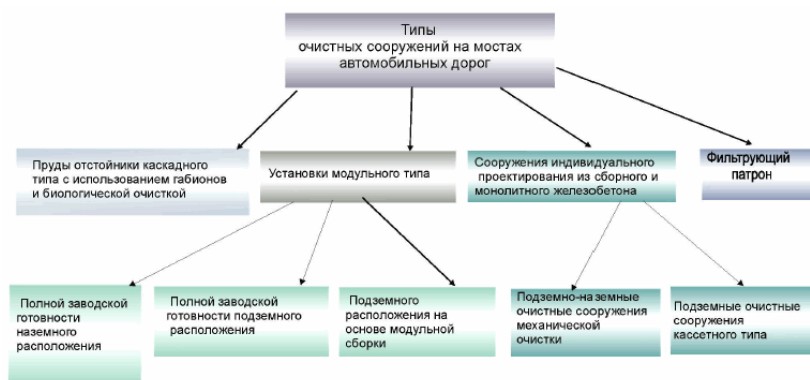 Типы
очистных сооружений на мостах
автомобильных дорог
Пруды отстойники каскадного
типа с использованием габионов
и биологической очисткой
Установки модульного типа
Сооружения индивидуального
проектирования из сборного и
монолитного железобетона
Фильтрующий
патрон
Полной заводской
готовности
наземного
расположения
Полной заводской
готовности подземного
расположения
Подземного
расположения на
основе модульной
сборки
Подземно-наземные
очистные сооружения
механической
очистки
Подземные очистные
сооружения
кассетного типа